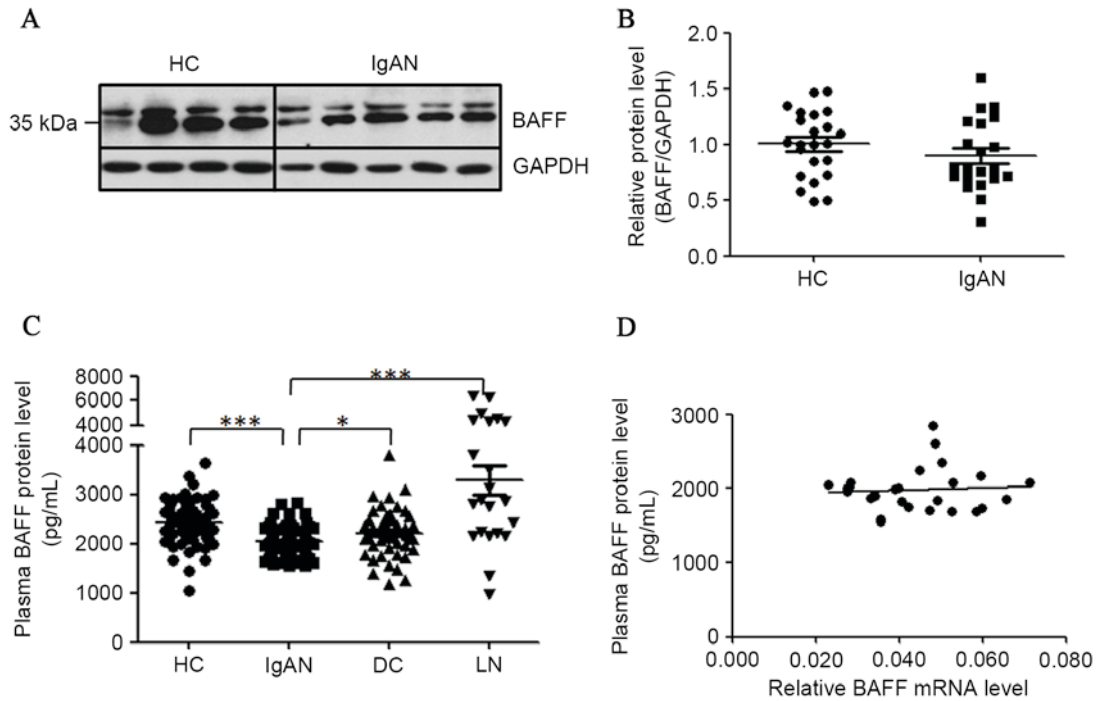 A
HC IgAN
35 kDa
BAFF
GAPDH
B
Relative protein level
(BAFF/GAPDH)
2.0
1.5
1.0
0.5
0.0
HC IgAN
C
Plasma BAFF protein level
(pg/mL)
8000
6000
4000
4000
3000
2000
1000
0
***
***
*
HC IgAN DC LN
D
Plasma BAFF protein level
(pg/mL)
3000
2000
1000
0
0.000 0.020 0.040 0.060 0.080
Relative BAFF mRNA level